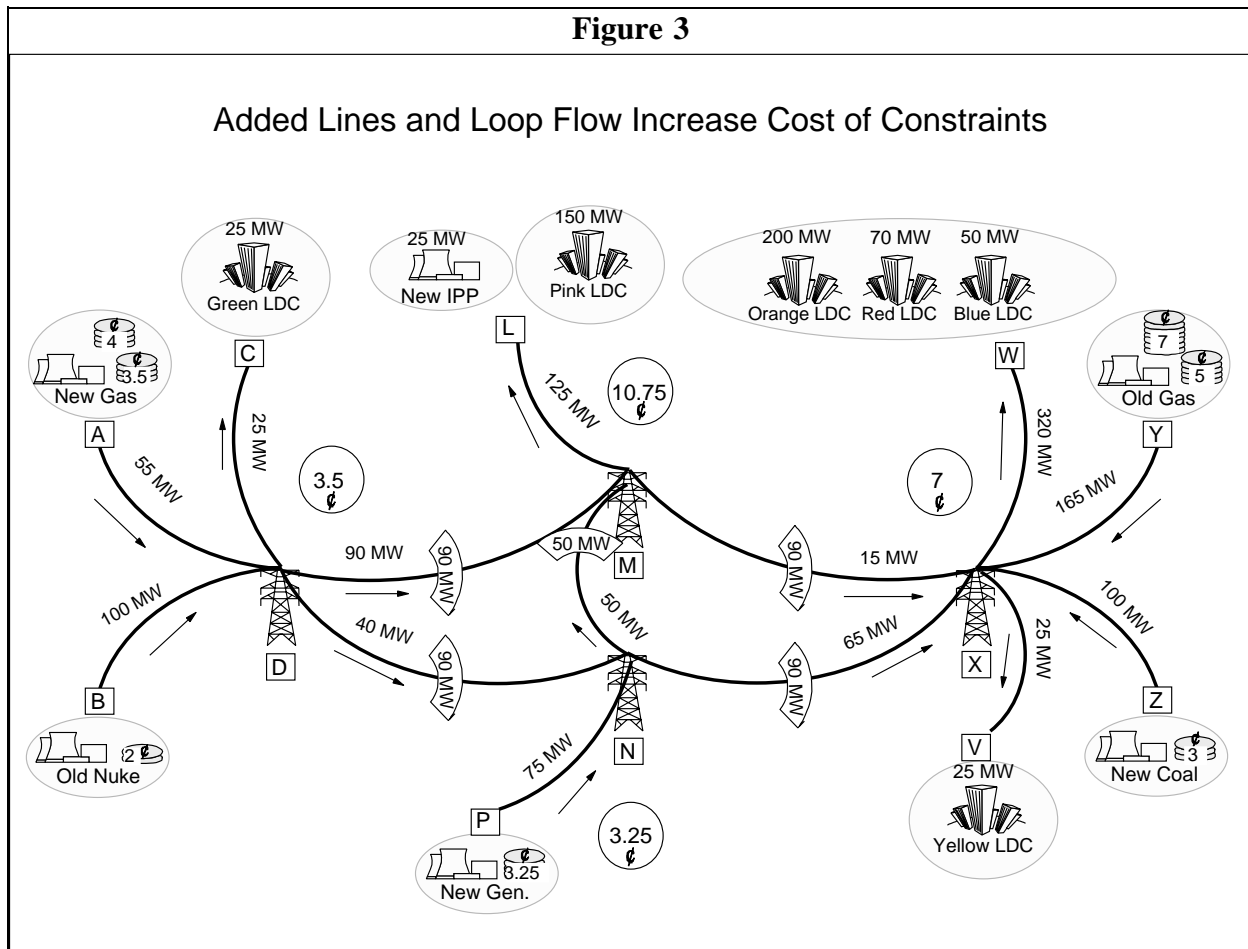 Figure 3
Added Lines and Loop Flow Increase Cost of Constraints
25 MW
Green LDC
25 MW
New IPP
150 MW
Pink LDC
200 MW
70 MW
50 MW
Orange LDC
Red LDC
Blue LDC
¢
4
¢
3.5
New Gas
¢
7
¢
5
Old Gas
C
L
W
A
Y
55 MW
25 MW
125 MW
10.75
¢
3.5
¢
7
¢
320 MW
165 MW
100 MW
90 MW
90 MW
50 MW
M
90 MW
15 MW
100 MW
40 MW
90 MW
50 MW
90 MW
65 MW
25 MW
D
X
B
N
Z
V
2 ¢
Old Nuke
75 MW
¢
3
New Coal
25 MW
Yellow LDC
P
¢
3.25
New Gen.
3.25
¢